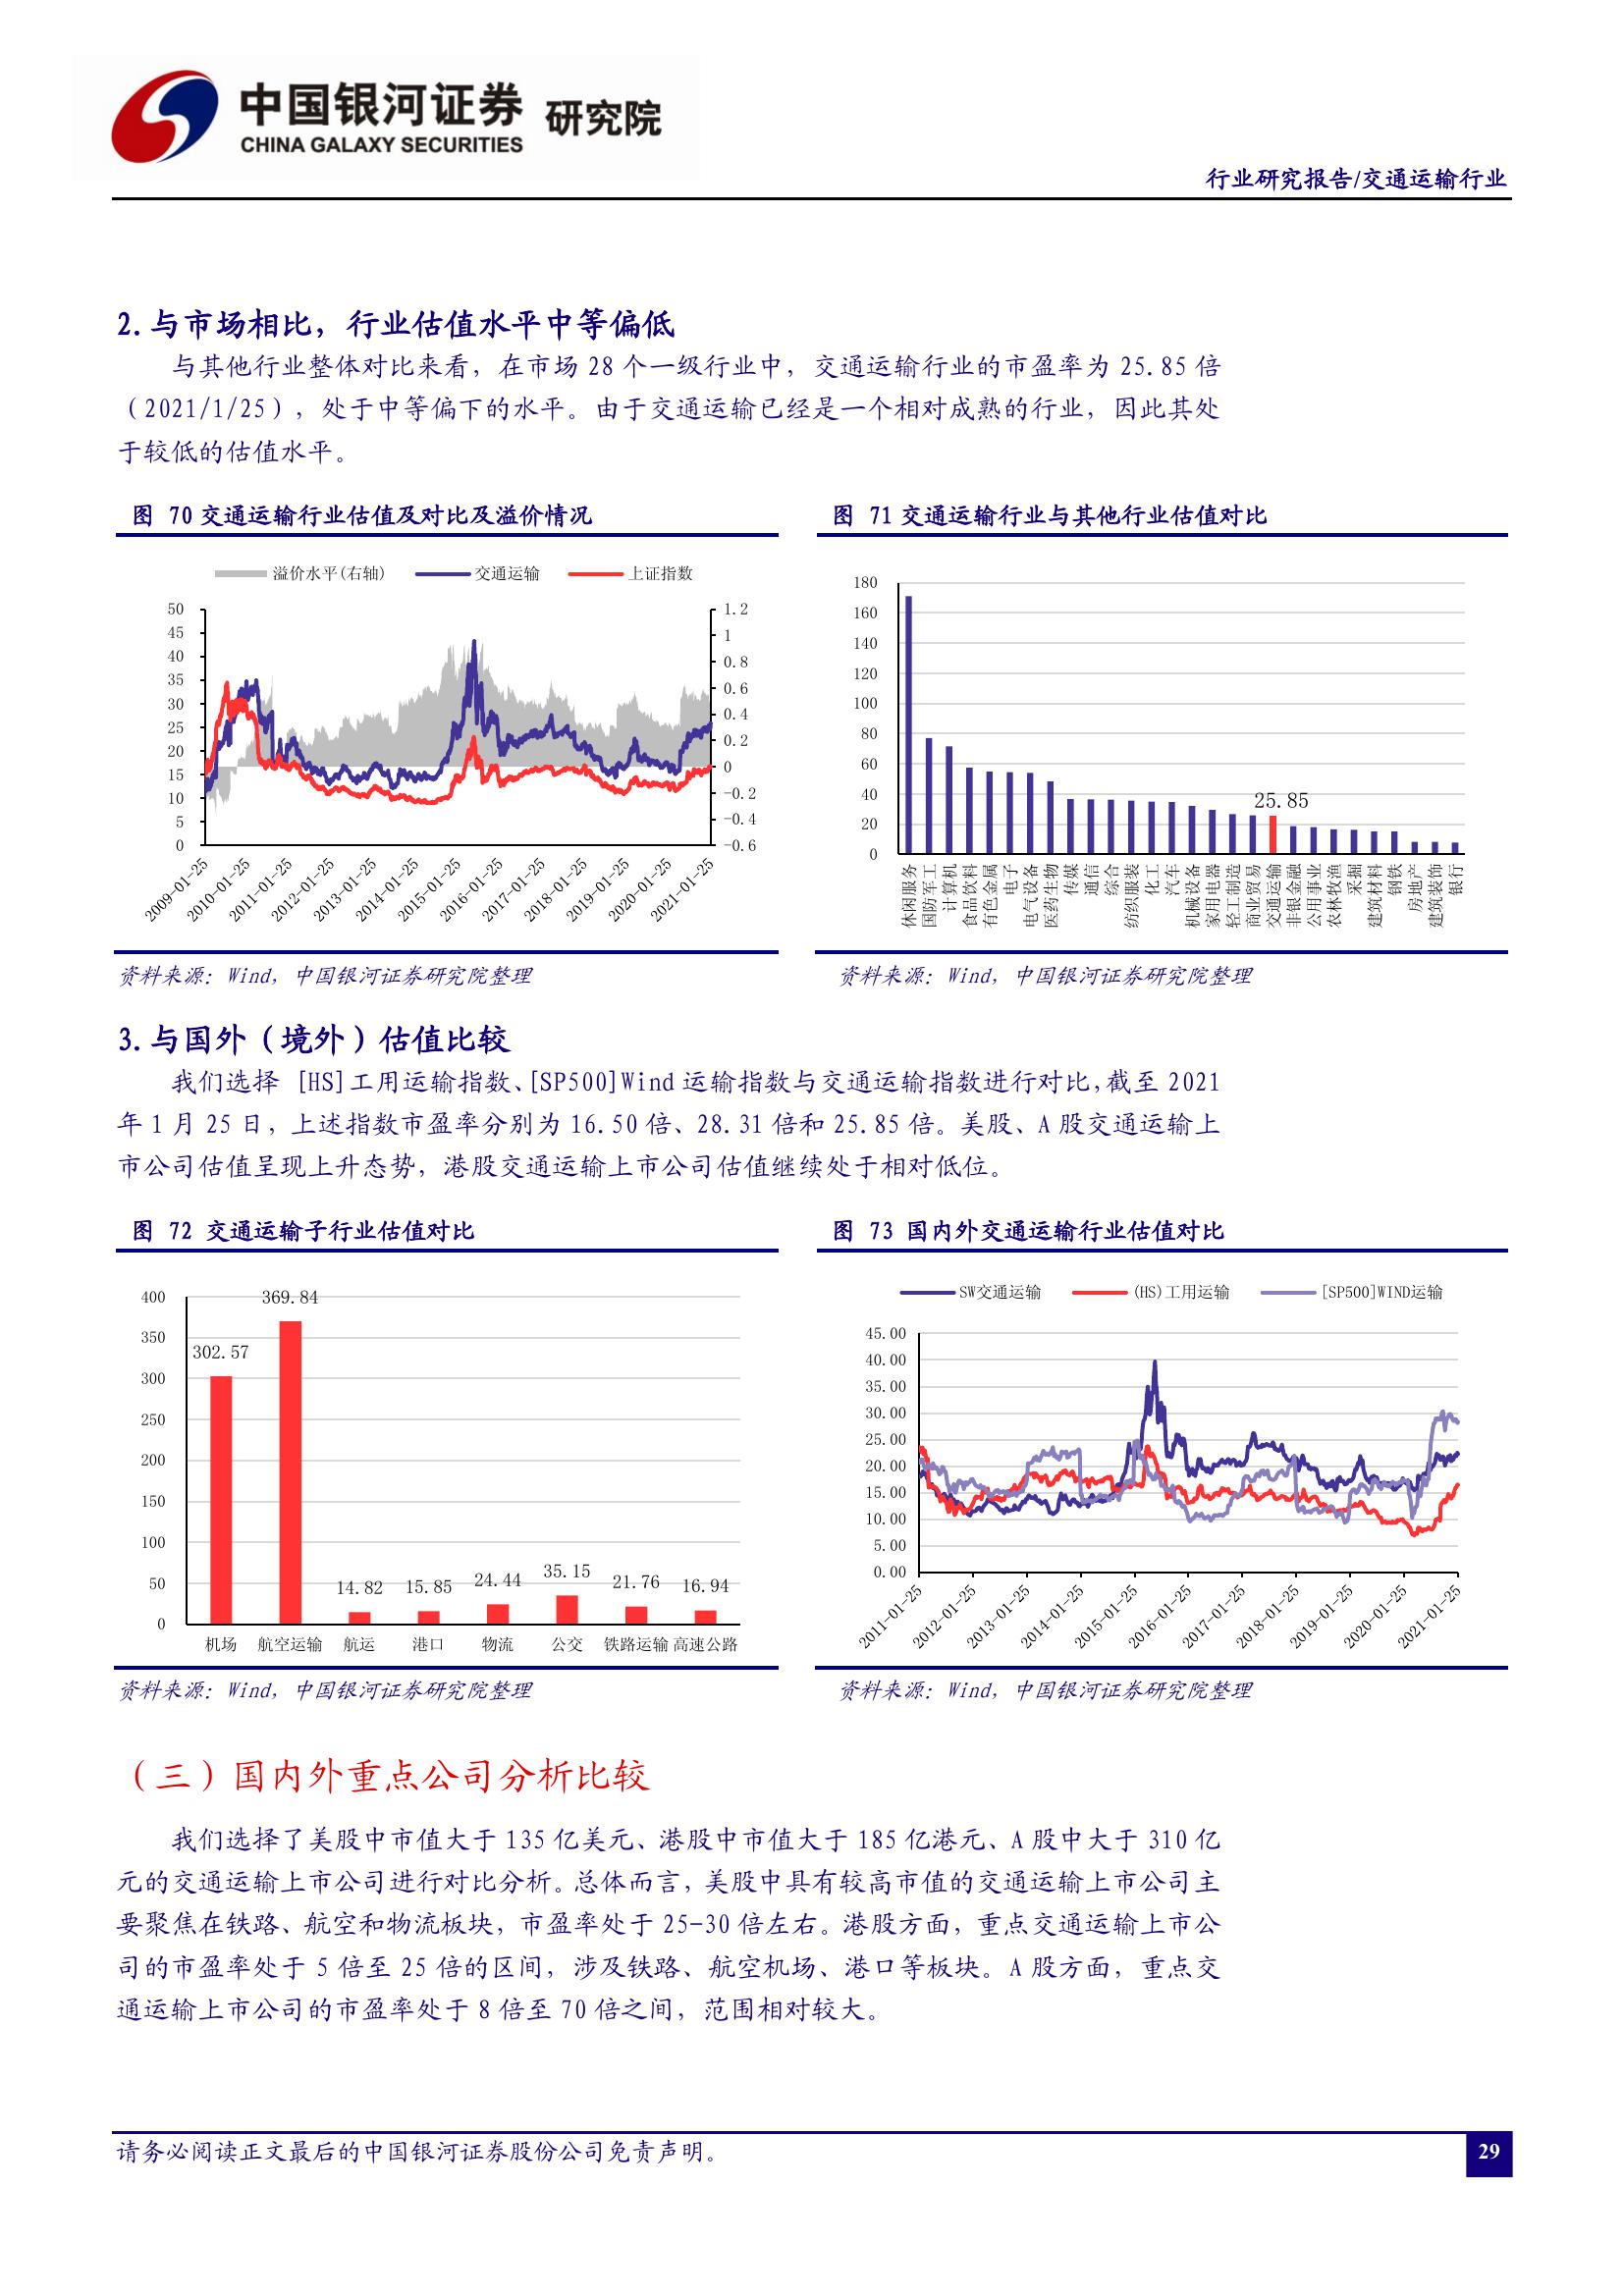 中国银河证券 研究院
CHINA GALAXY SECURITIES
行业研究报告/交通运输行业
2.与市场相比，行业估值水平中等偏低
与其他行业整体对比来看，在市场 28 个一级行业中，交通运输行业的市盈率为 25.85 倍
（2021/1/25），处于中等偏下的水平。由于交通运输已经是一个相对成熟的行业，因此其处
于较低的估值水平。
图 70 交通运输行业估值及对比及溢价情况
溢价水平(右轴) 交通运输 上证指数
50
45
40
35
30
25
20
15
10
5
0
1.2
1
0.8
0.6
0.4
0.2
0
-0.2
-0.4
-0.6
2009-01-25
2010-01-25
2011-01-25
2012-01-25
2013-01-25
2014-01-25
2015-01-25
2016-01-25
2017-01-25
2018-01-25
2019-01-25
2020-01-25
2021-01-25
资料来源：Wind，中国银河证券研究院整理
图 71 交通运输行业与其他行业估值对比
180
160
140
120
100
80
60
40
20
0
25.85
休闲服务
国防军工
计算机
食品饮料
有色金属
电子
电气设备
医药生物
传媒
通信
综合
纺织服装
化工
汽车
机械设备
家用电器
轻工制造
商业贸易
交通运输
非银金融
公用事业
农林牧渔
采掘
建筑材料
钢铁
房地产
建筑装饰
银行
资料来源：Wind，中国银河证券研究院整理
3.与国外（境外）估值比较
我们选择 [HS]工用运输指数、[SP500]Wind 运输指数与交通运输指数进行对比，截至 2021
年 1 月 25 日，上述指数市盈率分别为 16.50 倍、28.31 倍和 25.85 倍。美股、A 股交通运输上
市公司估值呈现上升态势，港股交通运输上市公司估值继续处于相对低位。
图 72 交通运输子行业估值对比
400
350
300
250
200
150
100
50
0
302.57
369.84
14.82
15.85
24.44
35.15
21.76
16.94
机场 航空运输 航运 港口 物流 公交 铁路运输 高速公路
资料来源：Wind，中国银河证券研究院整理
图 73 国内外交通运输行业估值对比
SW交通运输 (HS)工用运输 [SP500]WIND运输
45.00
40.00
35.00
30.00
25.00
20.00
15.00
10.00
5.00
0.00
2011-01-25
2012-01-25
2013-01-25
2014-01-25
2015-01-25
2016-01-25
2017-01-25
2018-01-25
2019-01-25
2020-01-25
2021-01-25
资料来源：Wind，中国银河证券研究院整理
（三）国内外重点公司分析比较
我们选择了美股中市值大于 135 亿美元、港股中市值大于 185 亿港元、A 股中大于 310 亿
元的交通运输上市公司进行对比分析。总体而言，美股中具有较高市值的交通运输上市公司主
要聚焦在铁路、航空和物流板块，市盈率处于 25-30 倍左右。港股方面，重点交通运输上市公
司的市盈率处于 5 倍至 25 倍的区间，涉及铁路、航空机场、港口等板块。A 股方面，重点交
通运输上市公司的市盈率处于 8 倍至 70 倍之间，范围相对较大。
请务必阅读正文最后的中国银河证券股份公司免责声明。
29